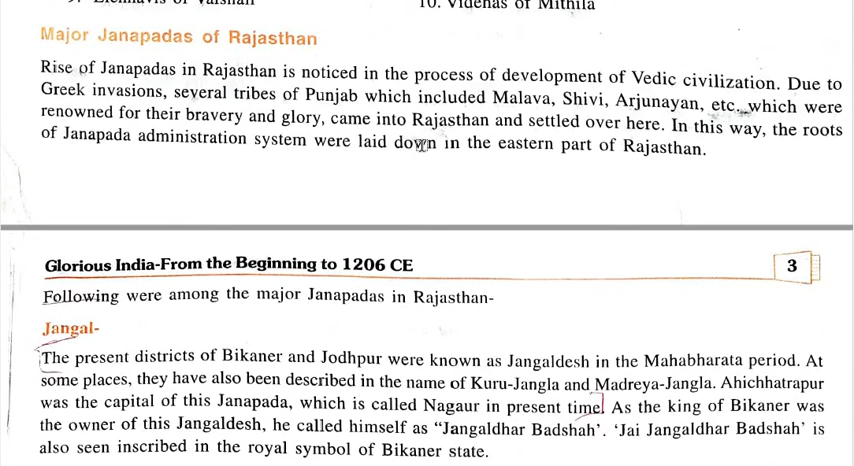 10. Videhas of Mithila
Major Janapadas of Rajasthan
Rise of Janapadas in Rajasthan is noticed in the process of development of Vedic civilization. Due to
Greek invasions, several tribes of Punjab which included Malava, Shivi, Arjunayan, etc. which were
renowned for their bravery and glory, came into Rajasthan and settled over here. In this way, the roots
of Janapada administration system were laid down in the eastern part of Rajasthan.
Glorious India-From the Beginning to 1206 CE 3
Following were among the major Janapadas in Rajasthan-
Jangal-
The present districts of Bikaner and Jodhpur were known as Jangaldesh in the Mahabharata period. At
some places, they have also been described in the name of Kuru-Jangla and Madreya-Jangla. Ahichhatrapur
was the capital of this Janapada, which is called Nagaur in present time. As the king of Bikaner was
the owner of this Jangaldesh, he called himself as “Jangaldhar Badshah’. ‘Jai Jangaldhar Badshah’ is
also seen inscribed in the royal symbol of Bikaner state.